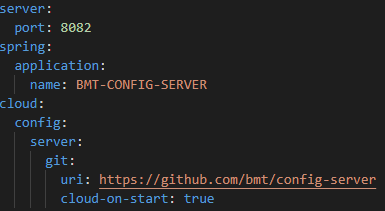 server:
  port: 8082
spring:
  application:
    name: BMT-CONFIG-SERVER
cloud:
  config:
    server:
      git:
        uri: https://github.com/bmt/config-server
        cloud-on-start: true